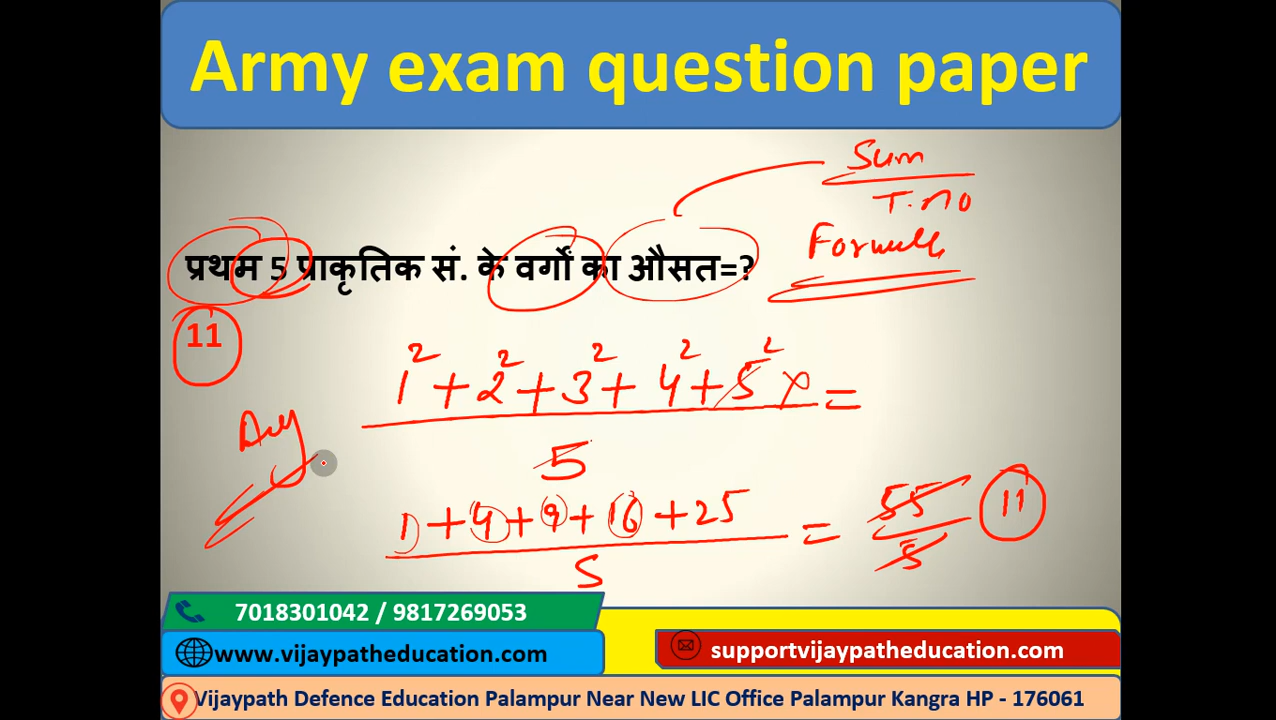 Army exam question paper
Sum
T. no
Formula
प्रथम 5 प्राकृतिक सं. के वर्गों का औसत=?
11
1² + 2² + 3² + 4² + 5² =
5
1 + 4 + 9 + 16 + 25 = 55 11
5 5
7018301042 / 9817269053
www.vijaypatheducation.com
supportvijaypatheducation.com
Vijaypath Defence Education Palampur Near New LIC Office Palampur Kangra HP - 176061